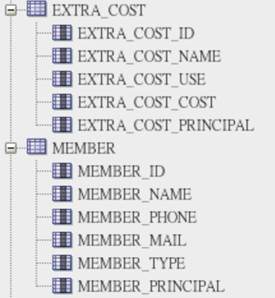 EXTRA_COST
EXTRA_COST_ID
EXTRA_COST_NAME
EXTRA_COST_USE
EXTRA_COST_COST
EXTRA_COST_PRINCIPAL
MEMBER
MEMBER_ID
MEMBER_NAME
MEMBER_PHONE
MEMBER_MAIL
MEMBER_TYPE
MEMBER_PRINCIPAL